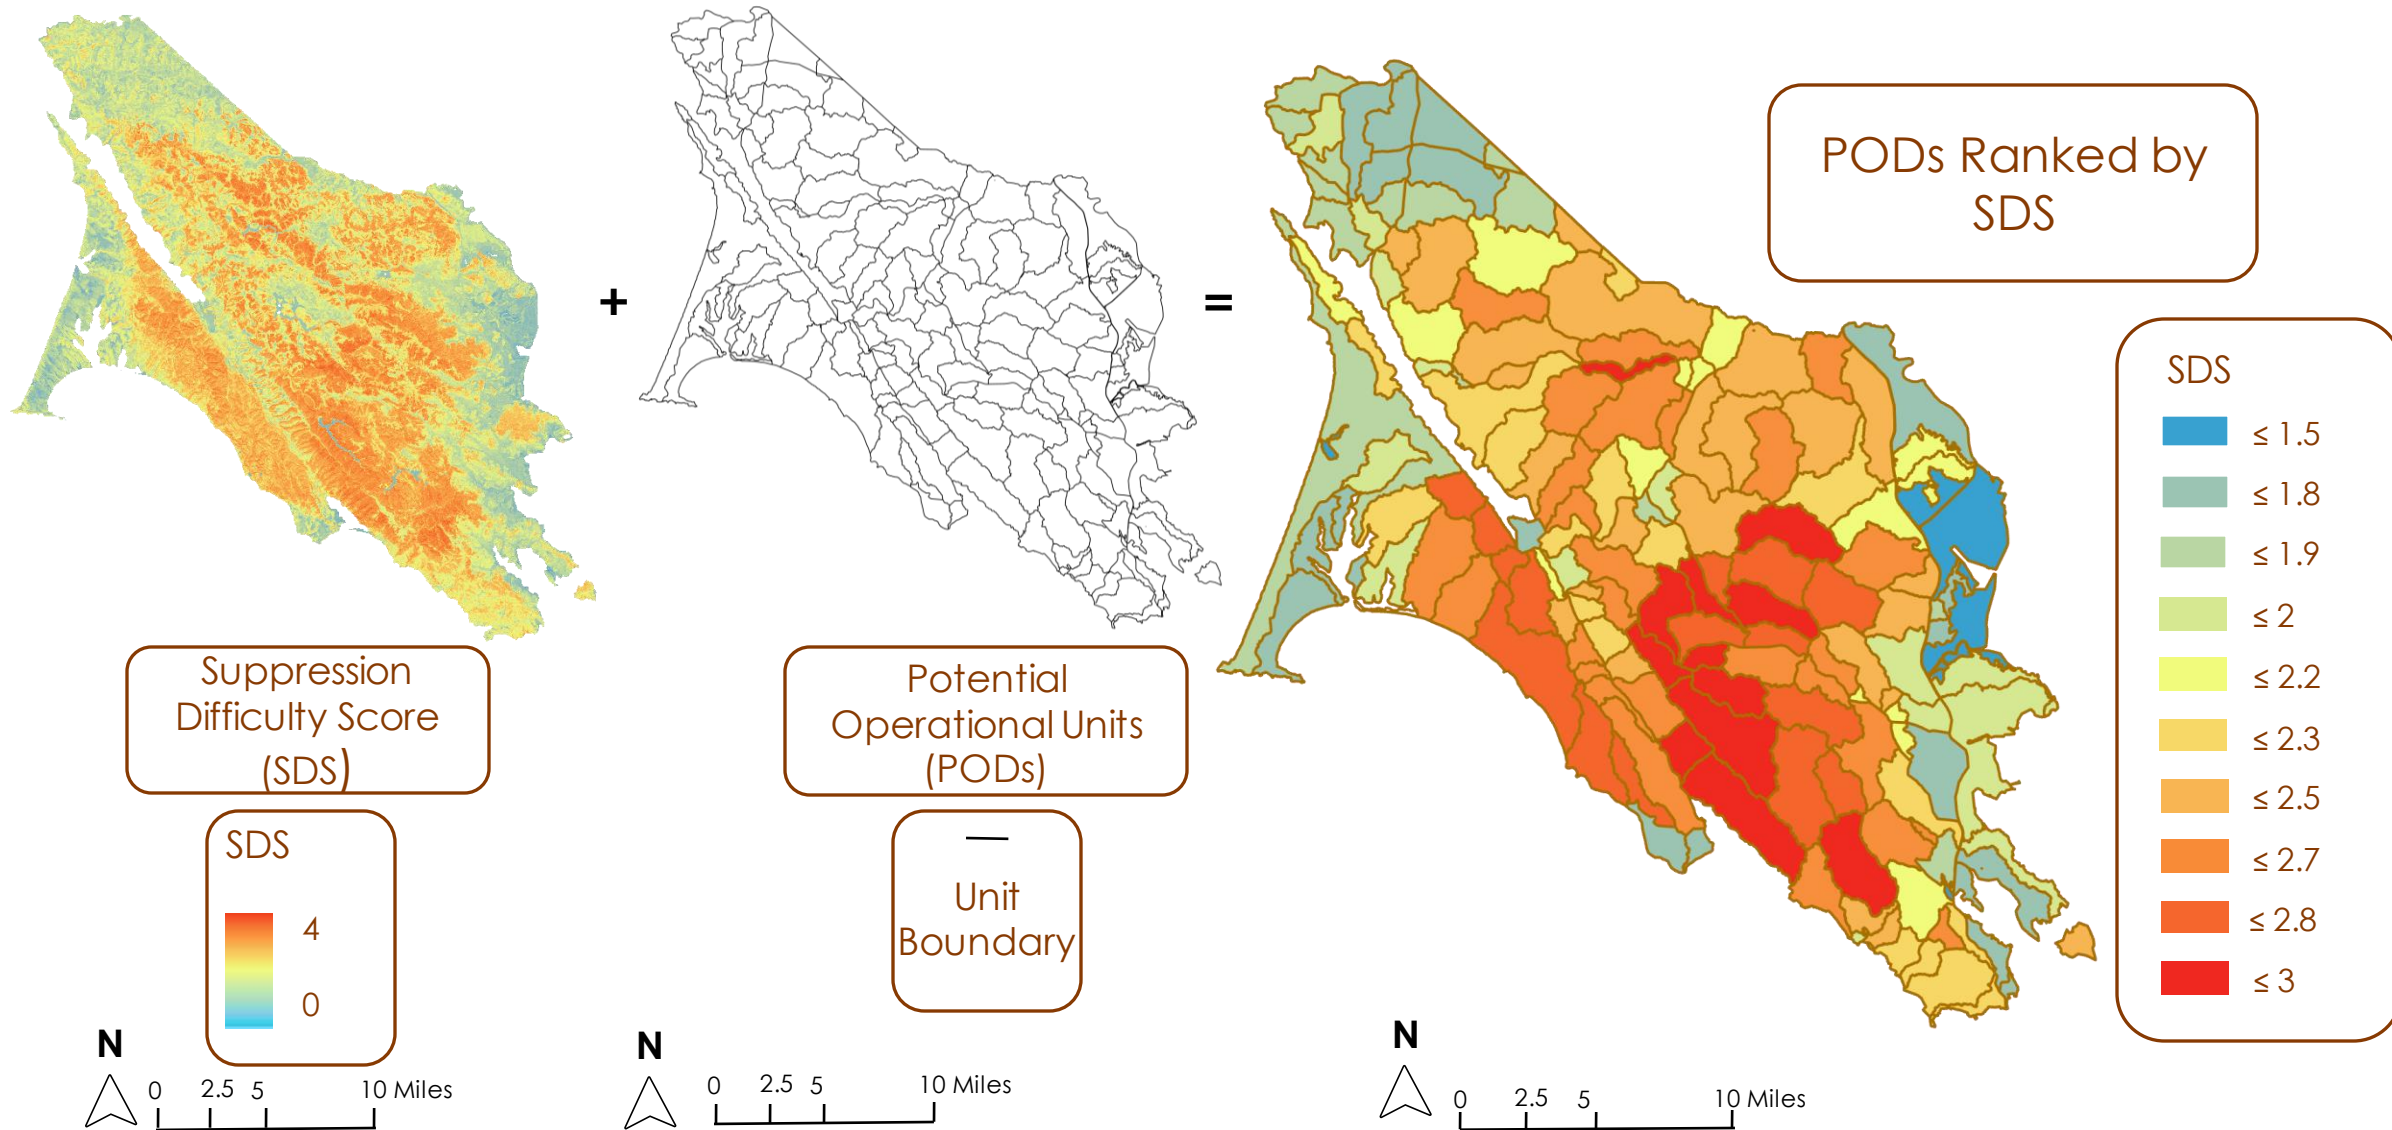 +
=
PODs Ranked by
SDS
Suppression
Difficulty Score
(SDS)
SDS
4
0
Potential
Operational Units
(PODs)
Unit
Boundary
SDS
≤ 1.5
≤ 1.8
≤ 1.9
≤ 2
≤ 2.2
≤ 2.3
≤ 2.5
≤ 2.7
≤ 2.8
≤ 3
N
0 2.5 5 10 Miles
N
0 2.5 5 10 Miles
N
0 2.5 5 10 Miles